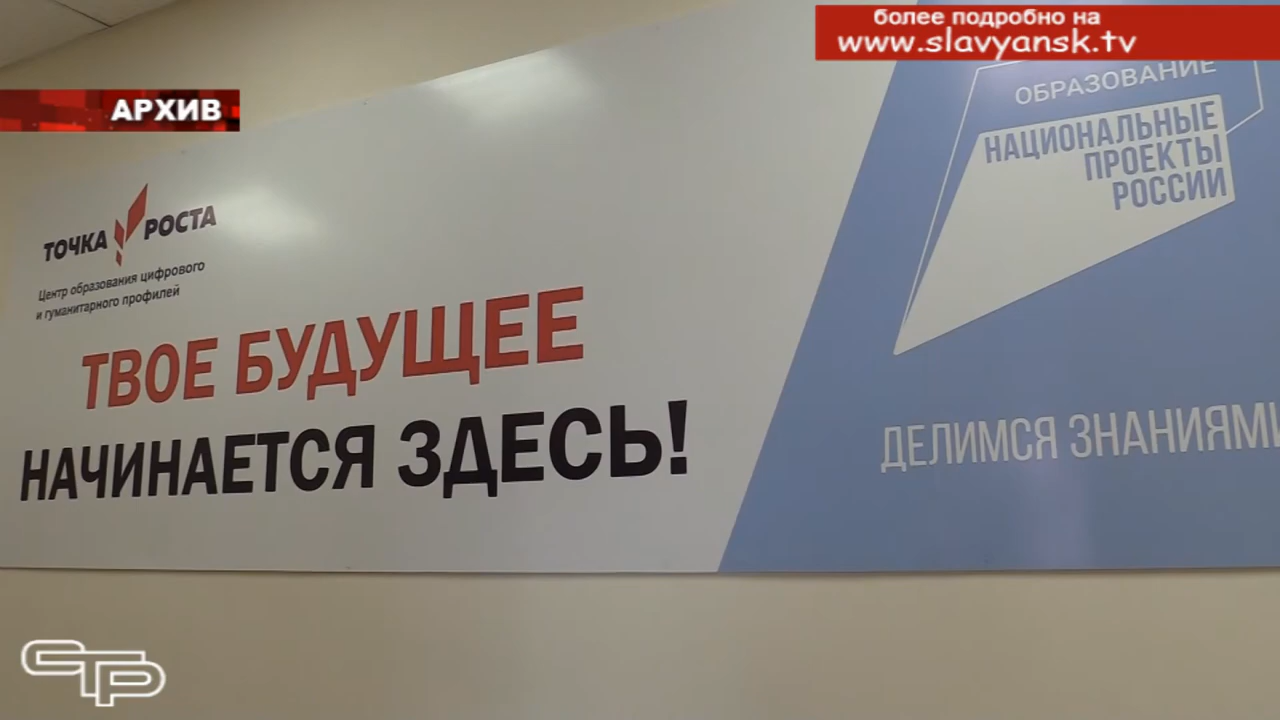 более подробно на
www.slavyansk.tv
АРХИВ
ОБРАЗОВАНИЕ
НАЦИОНАЛЬНЫЕ
ПРОЕКТЫ
РОССИИ
ТОЧКА РОСТА
Центр образования цифрового
и гуманитарного профилей
ТВОЕ БУДУЩЕЕ
НАЧИНАЕТСЯ ЗДЕСЬ!
ДЕЛИМСЯ ЗНАНИЯМИ
СТР